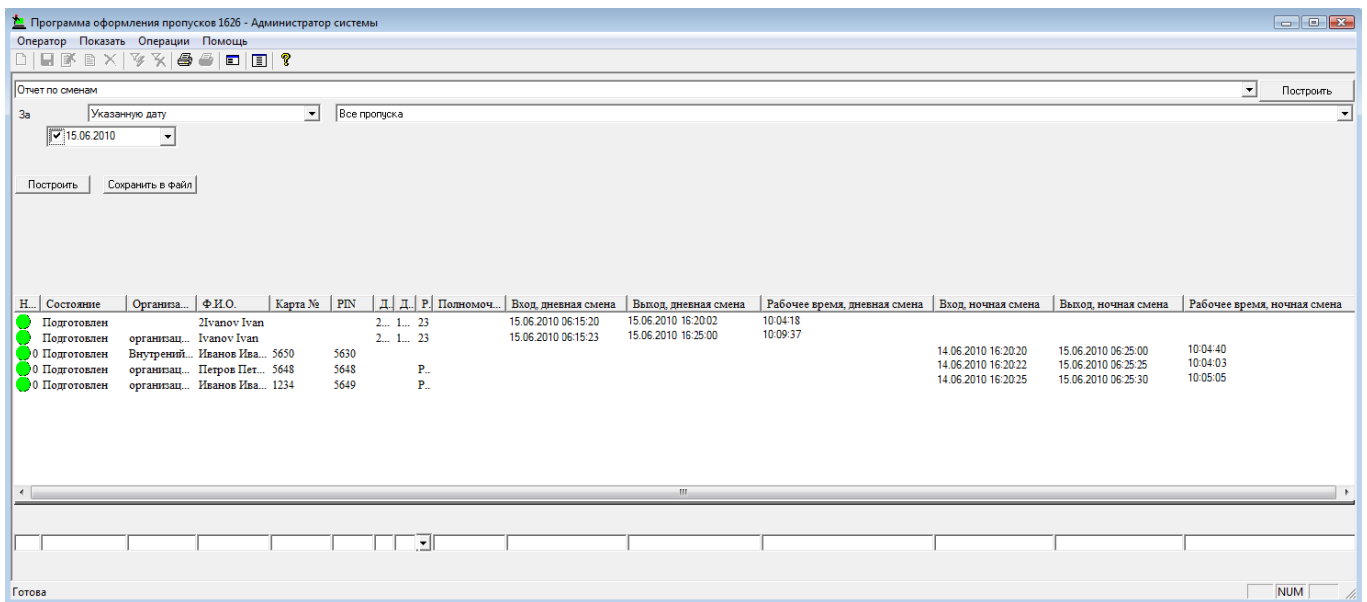 Программа оформления пропусков 1626 - Администратор системы
Оператор Показать Операции Помощь
Отчет по сменам Построить
За Указанную дату Все пропуска
15.06.2010
Построить Сохранить в файл
Н... Состояние Организа... Ф.И.О. Карта № PIN Д.. Д.. Р.. Полномоч... Вход, дневная смена Выход, дневная смена Рабочее время, дневная смена Вход, ночная смена Выход, ночная смена Рабочее время, ночная смена
Подготовлен 2Ivanov Ivan 2... 1... 23 15.06.2010 06:15:20 15.06.2010 16:20:02 10:04:18
Подготовлен организац... Ivanov Ivan 2... 1... 23 15.06.2010 06:15:23 15.06.2010 16:25:00 10:09:37
0 Подготовлен Внутрений... Иванов Ива... 5650 5630 14.06.2010 16:20:20 15.06.2010 06:25:00 10:04:40
0 Подготовлен организац... Петров Пет... 5648 5648 Р... 14.06.2010 16:20:22 15.06.2010 06:25:25 10:04:03
0 Подготовлен организац... Иванов Ива... 1234 5649 Р... 14.06.2010 16:20:25 15.06.2010 06:25:30 10:05:05
Готова NUM